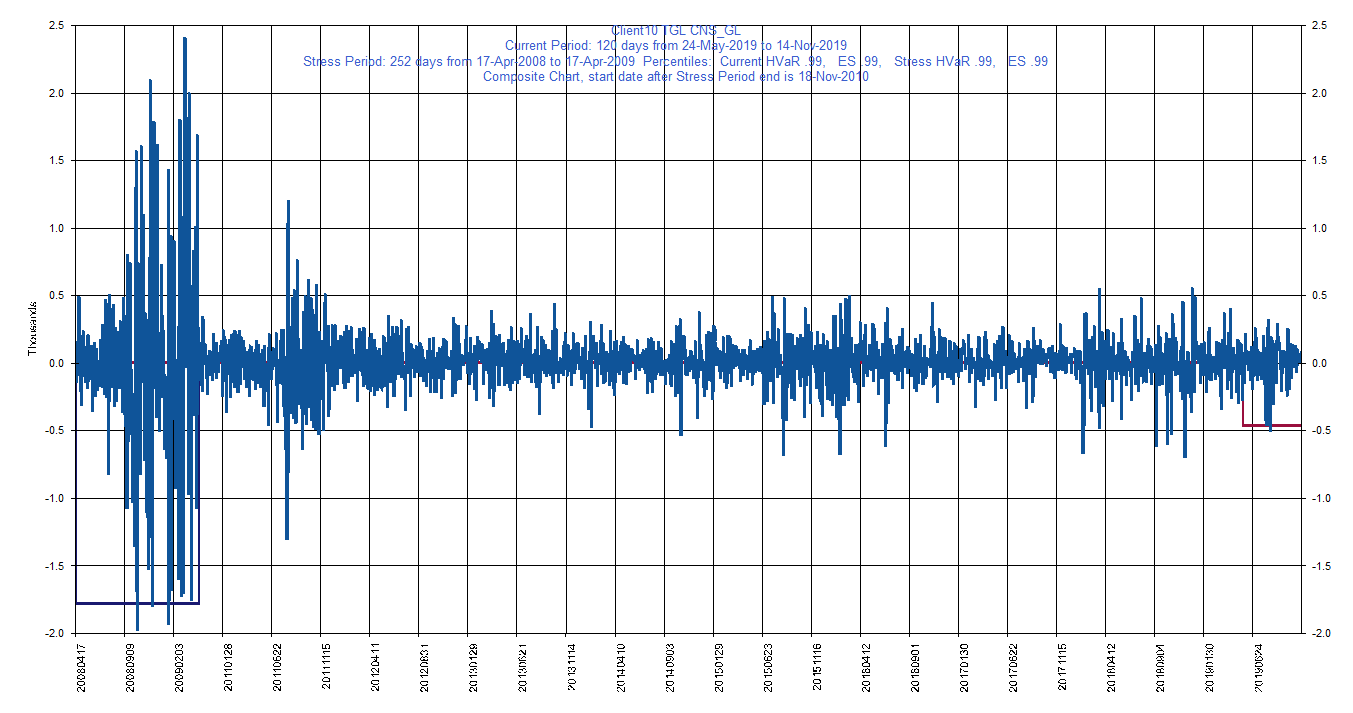 Client10 TGL CNS_GL
Current Period: 120 days from 24-May-2019 to 14-Nov-2019
Stress Period: 252 days from 17-Apr-2008 to 17-Apr-2009 Percentiles: Current HVaR .99, ES .99, Stress HVaR .99, ES .99
Composite Chart, start date after Stress Period end is 18-Nov-2010
2.5 2.5
2.0 2.0
1.5 1.5
1.0 1.0
0.5 0.5
Thousands
0.0 0.0
-0.5 -0.5
-1.0 -1.0
-1.5 -1.5
-2.0 -2.0
20080417 20080909 20090203 20110128 20110622 20111115 20120411 20120831 20130129 20130621 20131114 20140410 20140903 20150129 20150623 20151116 20160412 20160901 20170130 20170622 20171115 20180412 20180904 20190130 20190624